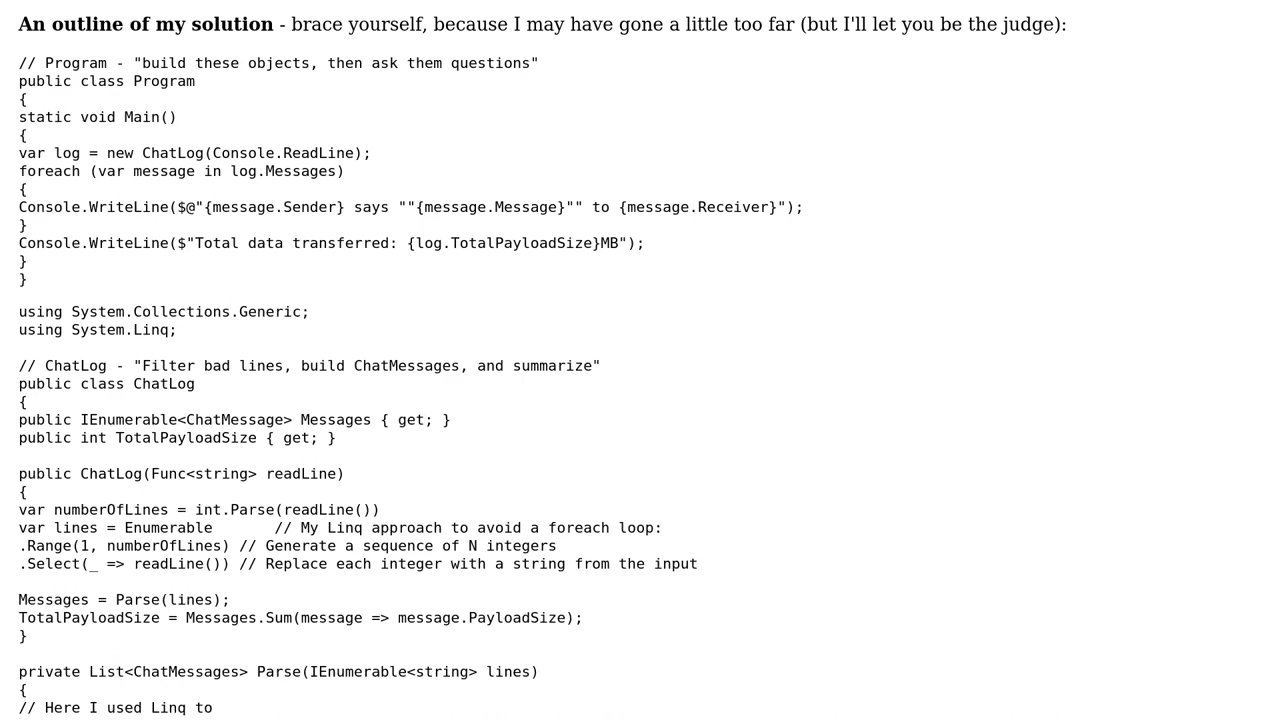 An outline of my solution - brace yourself, because I may have gone a little too far (but I'll let you be the judge):
// Program - "build these objects, then ask them questions"
public class Program
{
static void Main()
{
var log = new ChatLog(Console.ReadLine);
foreach (var message in log.Messages)
{
Console.WriteLine($@"{message.Sender} says ""{message.Message}"" to {message.Receiver}");
}
Console.WriteLine($"Total data transferred: {log.TotalPayloadSize}MB");
}
}
using System.Collections.Generic;
using System.Linq;
// ChatLog - "Filter bad lines, build ChatMessages, and summarize"
public class ChatLog
{
public IEnumerable<ChatMessage> Messages { get; }
public int TotalPayloadSize { get; }
public ChatLog(Func<string> readLine)
{
var numberOfLines = int.Parse(readLine())
var lines = Enumerable       // My Linq approach to avoid a foreach loop:
.Range(1, numberOfLines) // Generate a sequence of N integers
.Select(_ => readLine()) // Replace each integer with a string from the input
Messages = Parse(lines);
TotalPayloadSize = Messages.Sum(message => message.PayloadSize);
}
private List<ChatMessages> Parse(IEnumerable<string> lines)
{
// Here I used Linq to